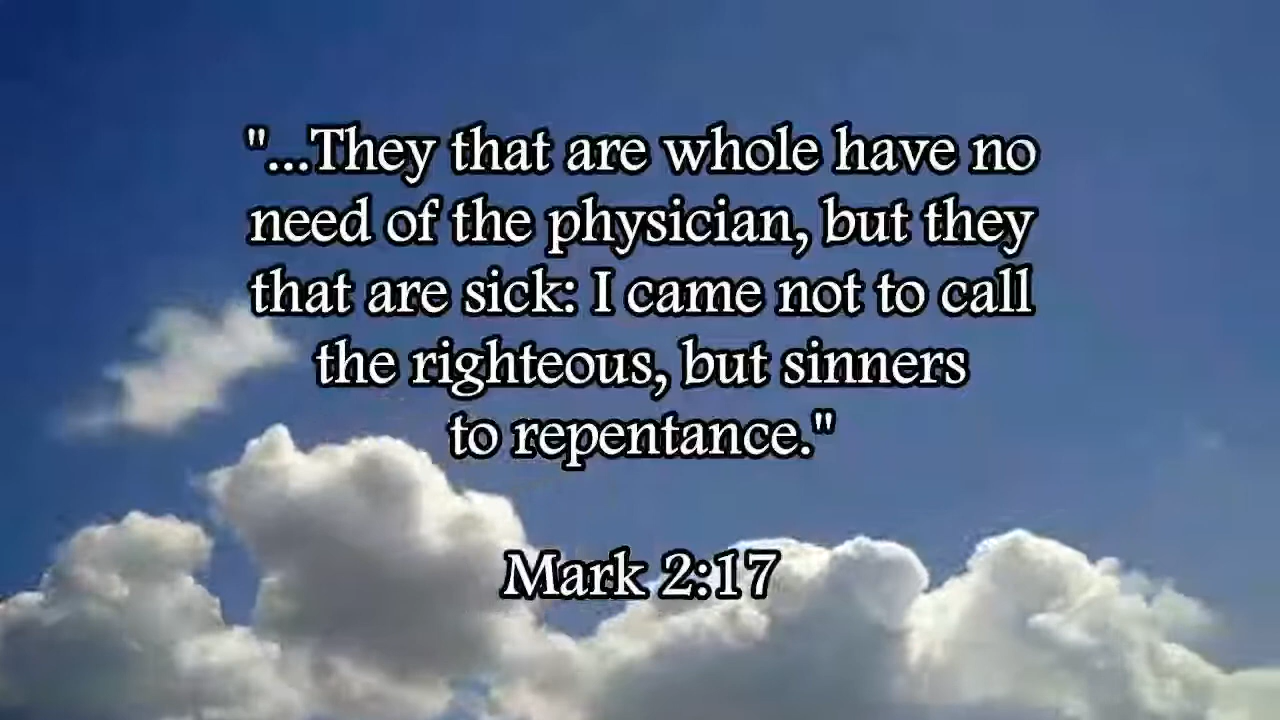 "...They that are whole have no
need of the physician, but they
that are sick: I came not to call
the righteous, but sinners
to repentance."
Mark 2:17